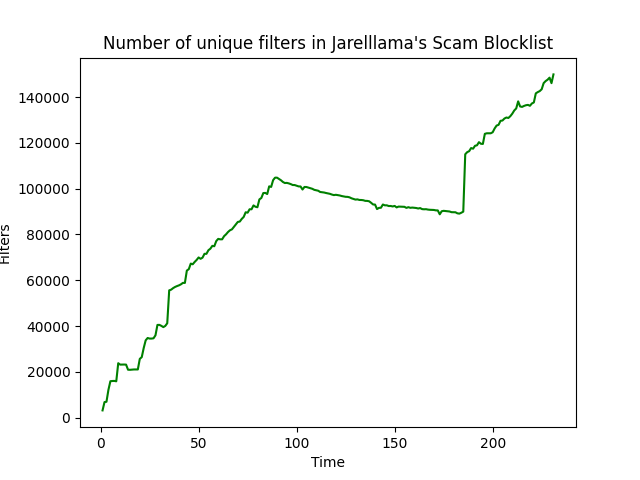 Number of unique filters in Jarelllama's Scam Blocklist
140000
120000
100000
80000
60000
40000
20000
0
Filters
0 50 100 150 200
Time